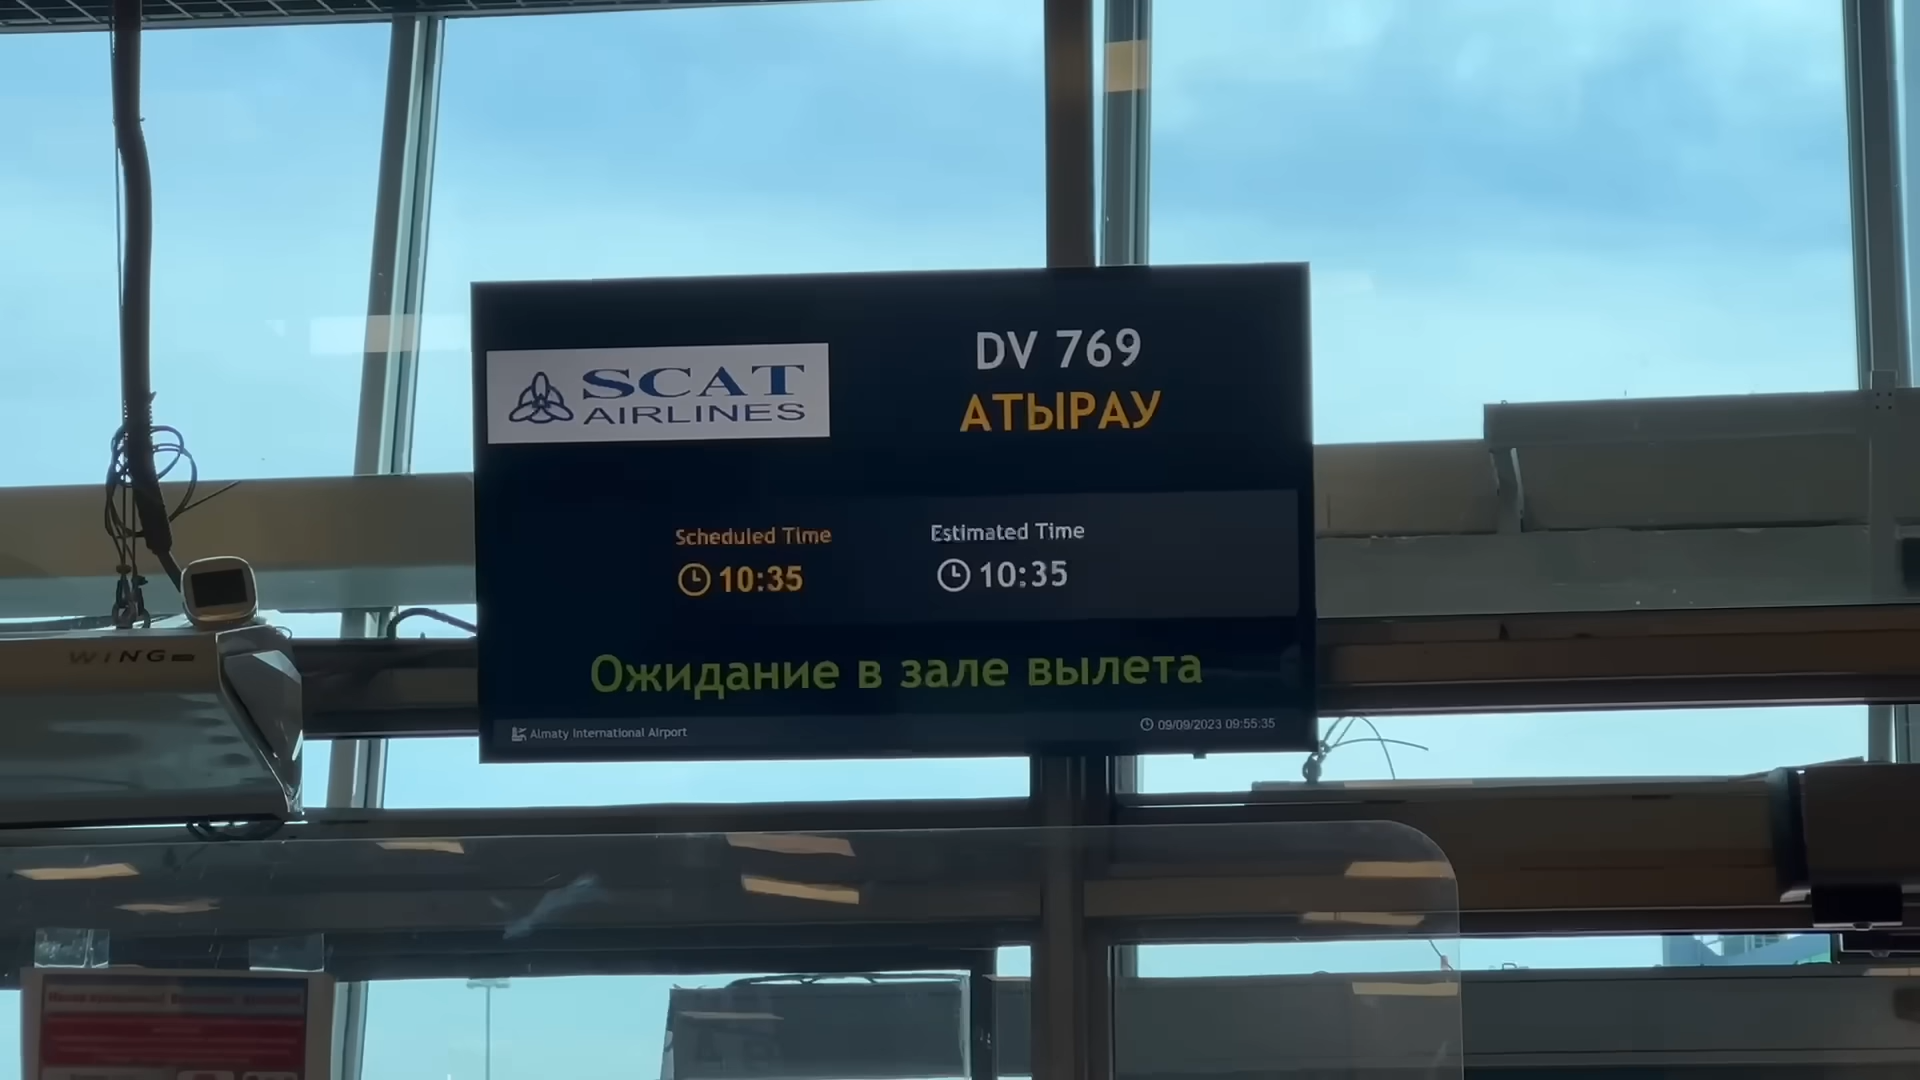 SCAT
AIRLINES
DV 769
АТЫРАУ
Scheduled Time
10:35
Estimated Time
10:35
Ожидание в зале вылета
Almaty International Airport
09/09/2023 09:55:35
WING